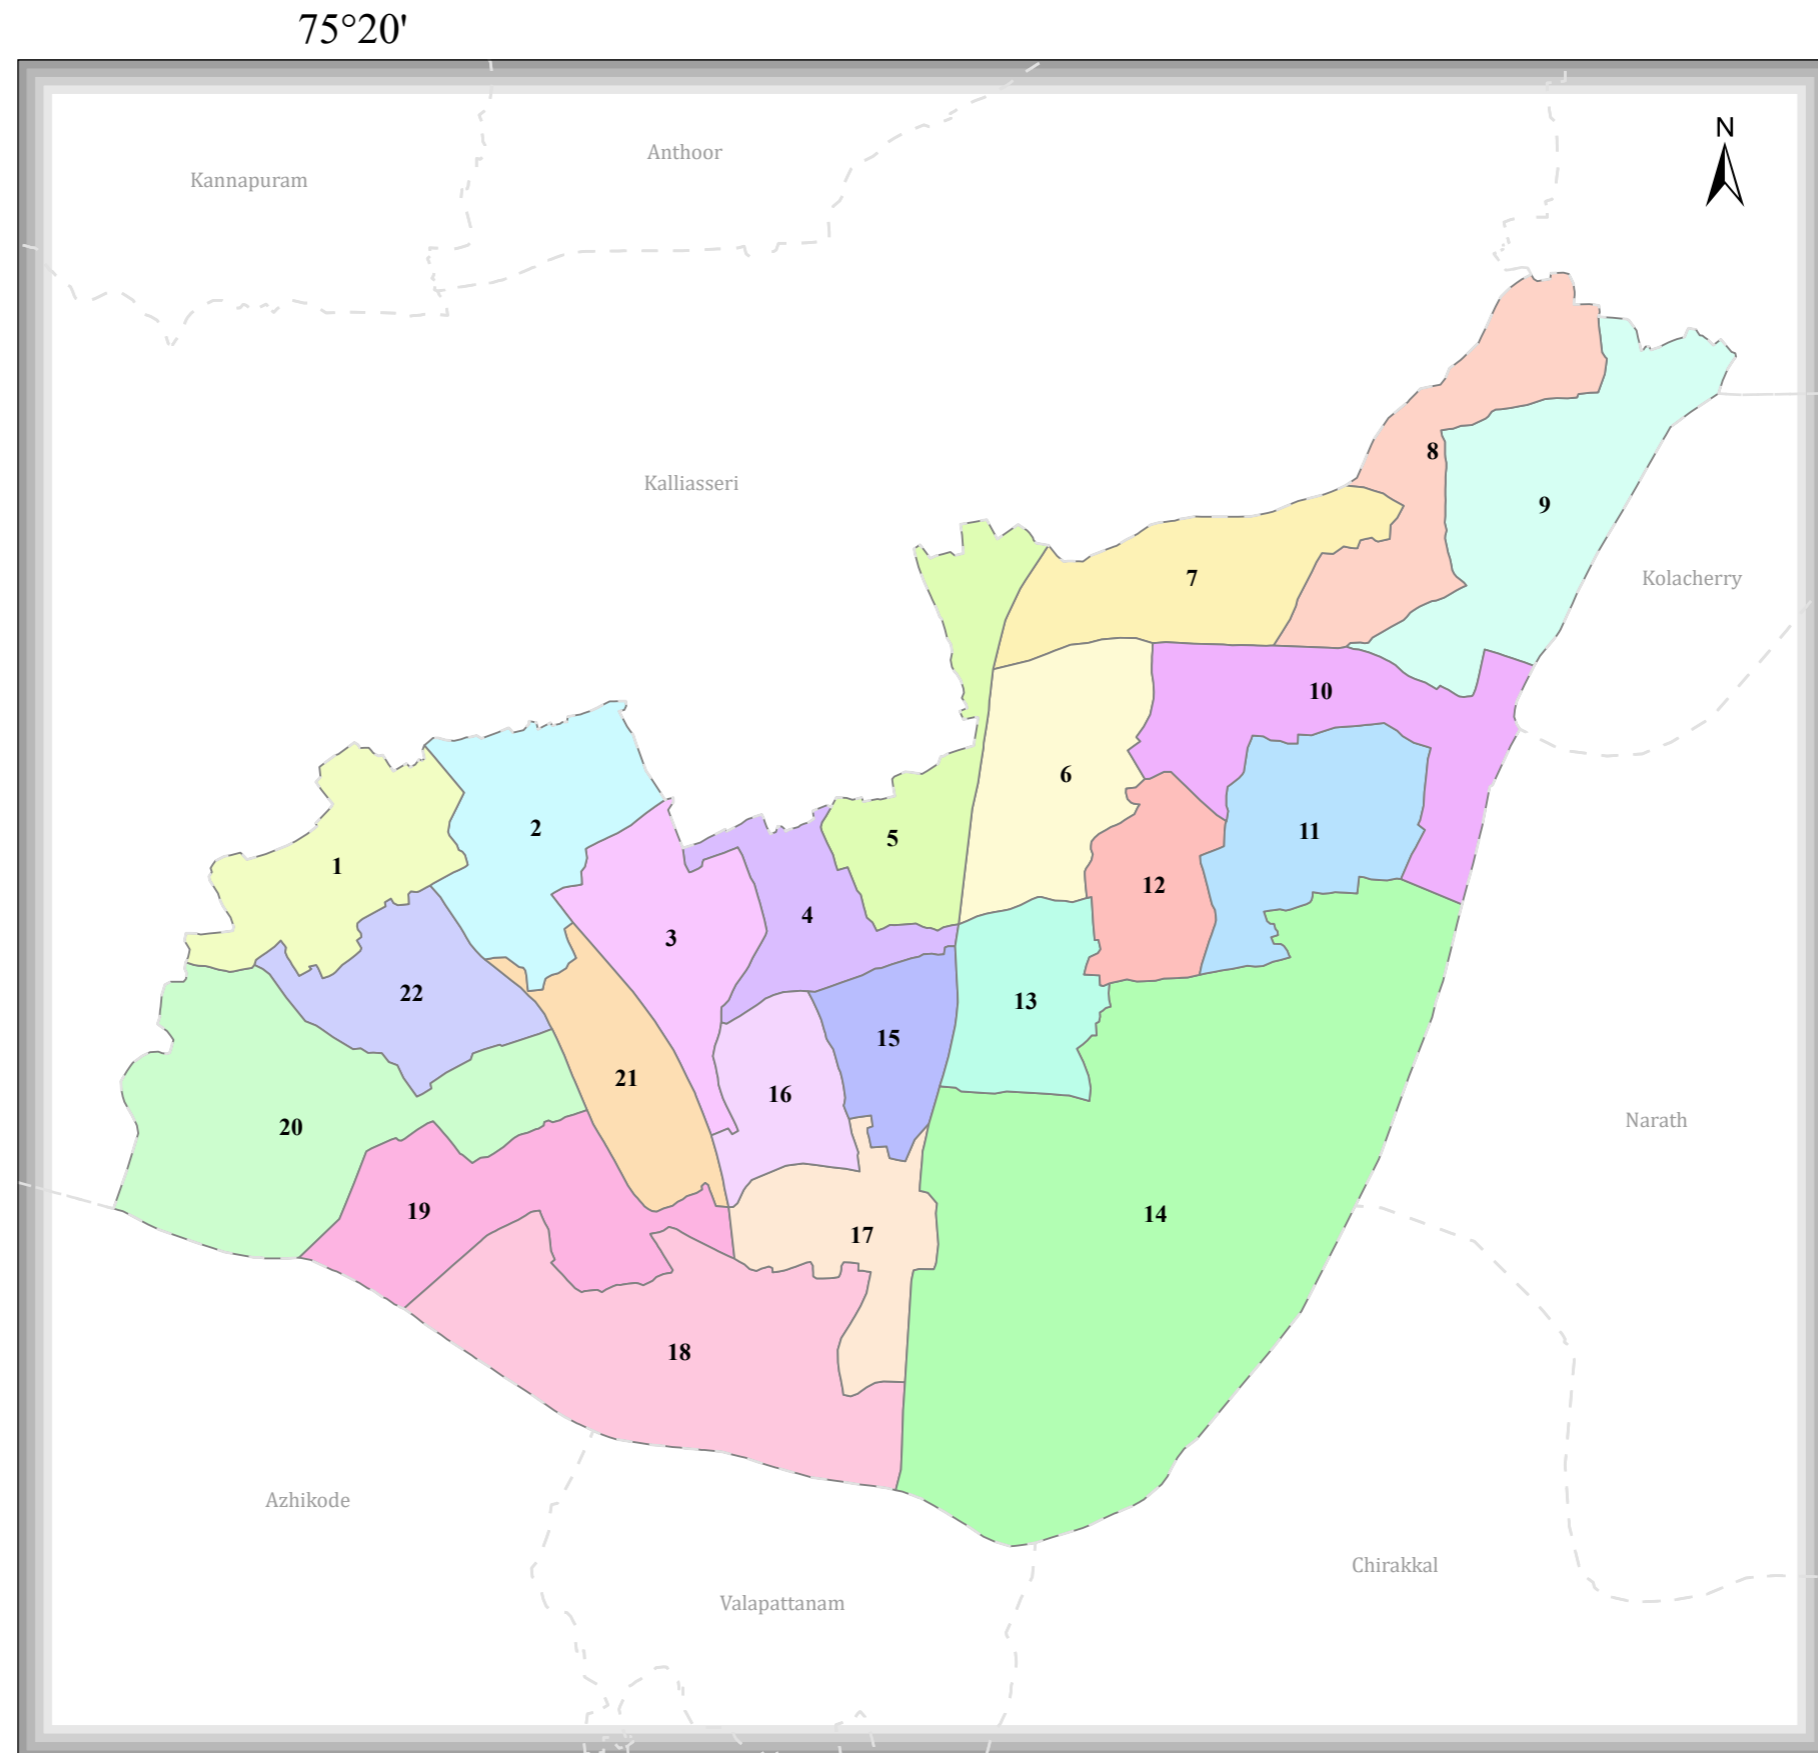 75°20'
N
Anthoor
Kannapuram
Kalliasseri
8
9
7
Kolacherry
10
6
2
11
5
1
12
4
3
22
13
15
21
16
Narath
20
19
14
17
18
Azhikode
Chirakkal
Valapattanam